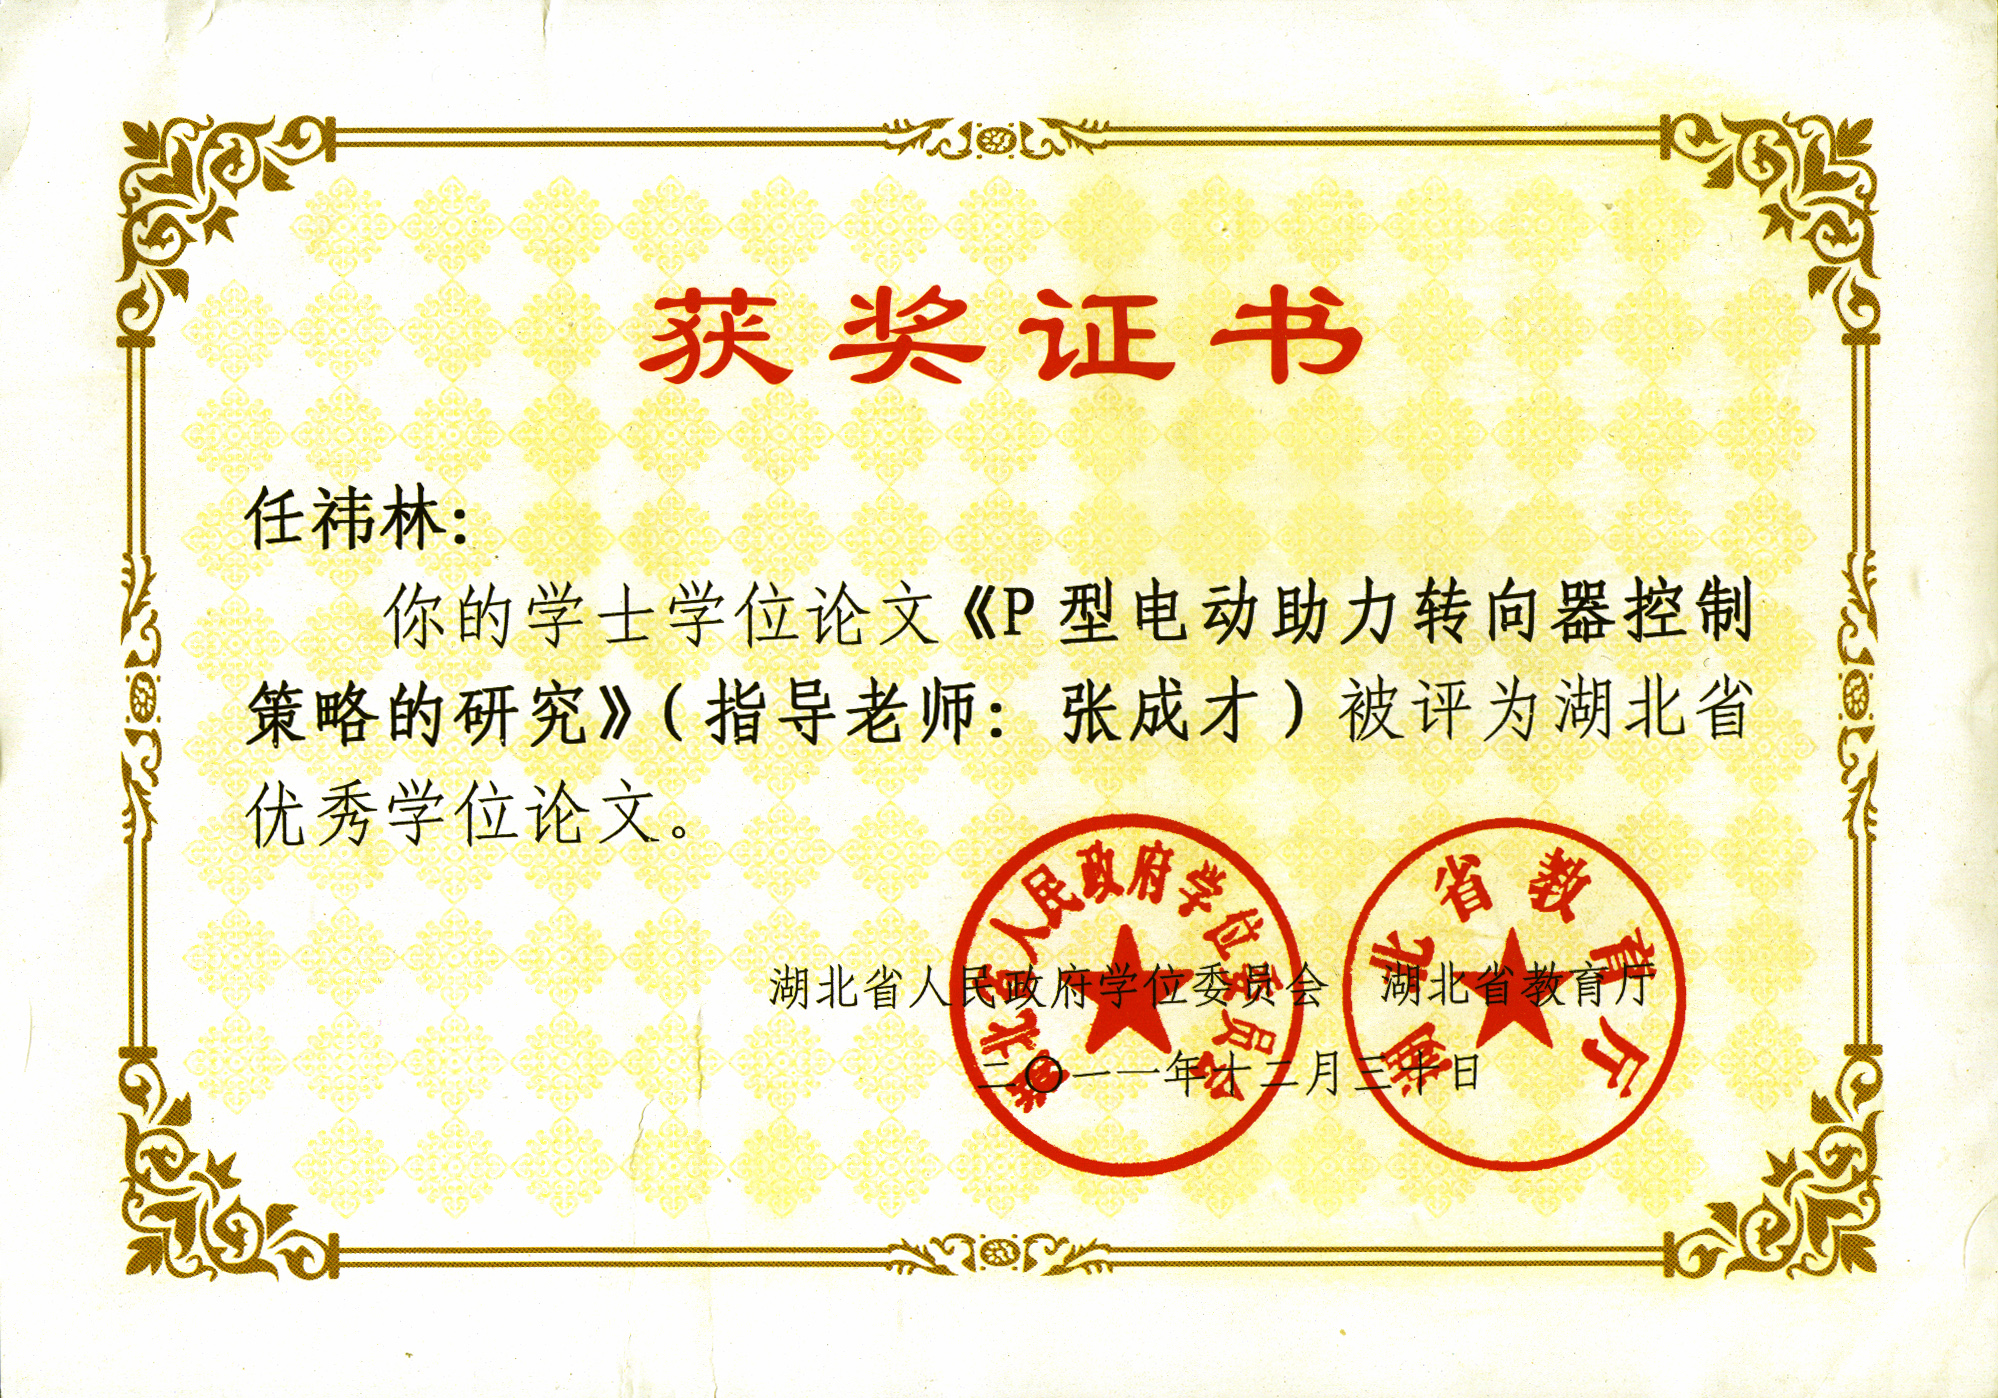 获奖证书
任祎林：
你的学士学位论文《P型电动助力转向器控制
策略的研究》（指导老师：张成才）被评为湖北省
优秀学位论文。
湖北省人民政府学位委员会
湖北省教育厅
湖北省人民政府学位委员会 湖北省教育厅
二〇一一年十二月三十日